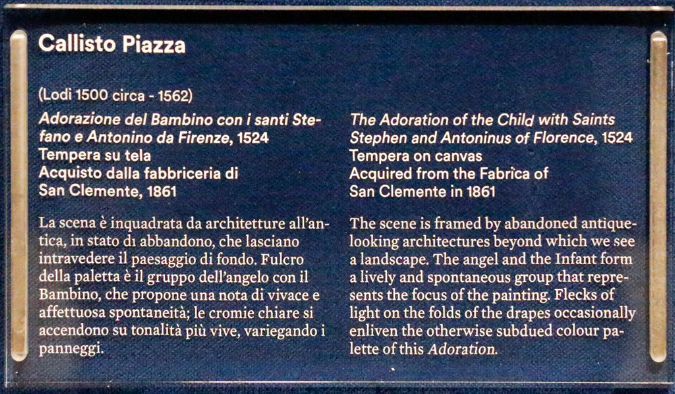 Callisto Piazza
(Lodi 1500 circa - 1562)
Adorazione del Bambino con i santi Ste-
fano e Antonino da Firenze, 1524
Tempera su tela
Acquisto dalla fabbriceria di
San Clemente, 1861
La scena è inquadrata da architetture all'an-
tica, in stato di abbandono, che lasciano
intravedere il paesaggio di fondo. Fulcro
della paletta è il gruppo dell'angelo con il
Bambino, che propone una nota di vivace e
affettuosa spontaneità; le cromie chiare si
accendono su tonalità più vive, variegando i
panneggi.
The Adoration of the Child with Saints
Stephen and Antoninus of Florence, 1524
Tempera on canvas
Acquired from the Fabrica of
San Clemente in 1861
The scene is framed by abandoned antique-
looking architectures beyond which we see
a landscape. The angel and the Infant form
a lively and spontaneous group that repre-
sents the focus of the painting. Flecks of
light on the folds of the drapes occasionally
enliven the otherwise subdued colour pa-
lette of this Adoration.